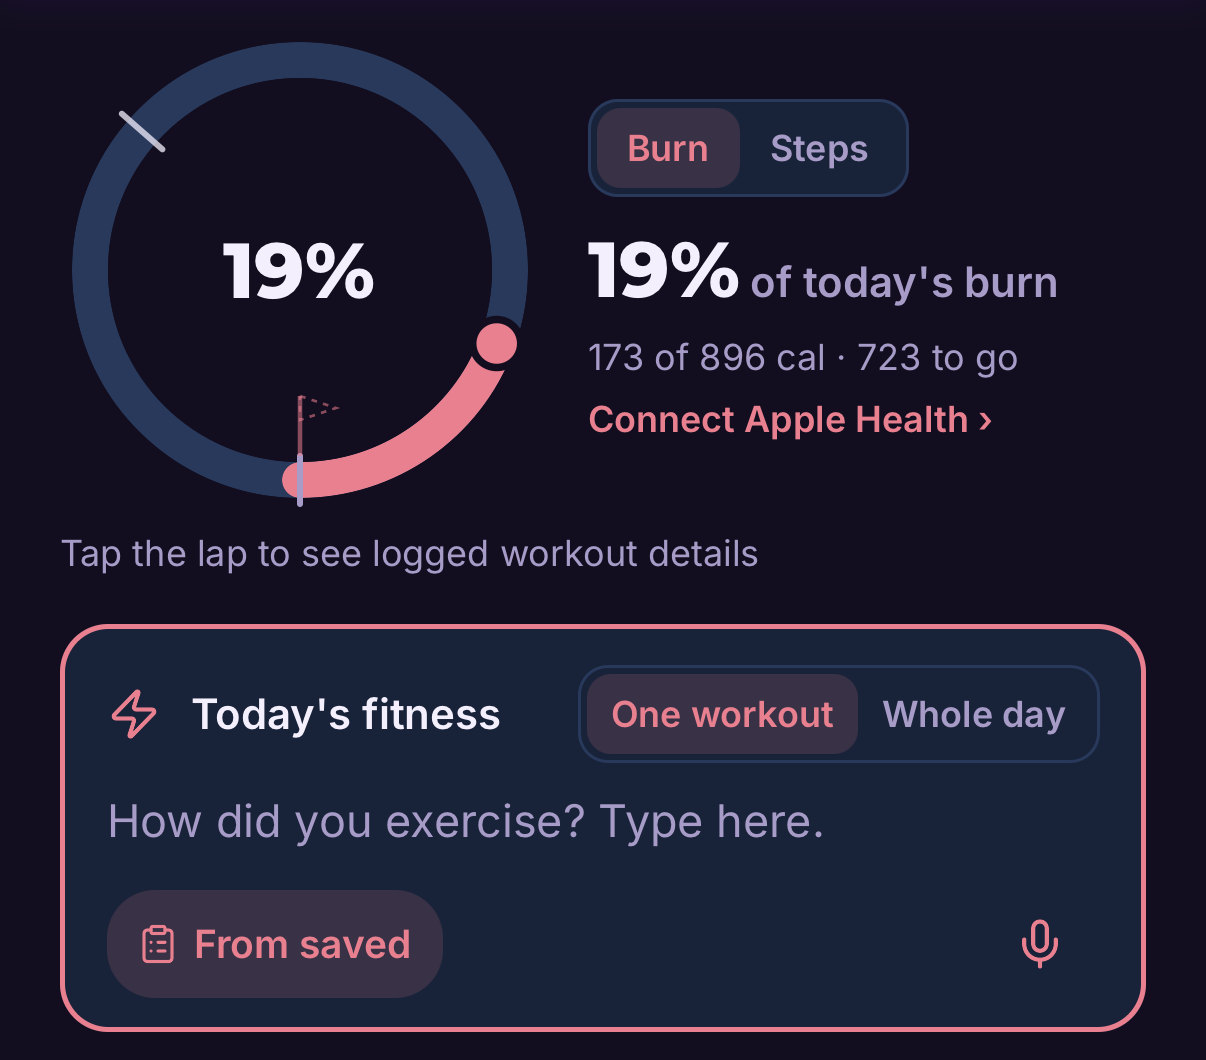 19%
Burn
Steps
19% of today's burn
173 of 896 cal · 723 to go
Connect Apple Health ›
Tap the lap to see logged workout details
Today's fitness
One workout
Whole day
How did you exercise? Type here.
From saved